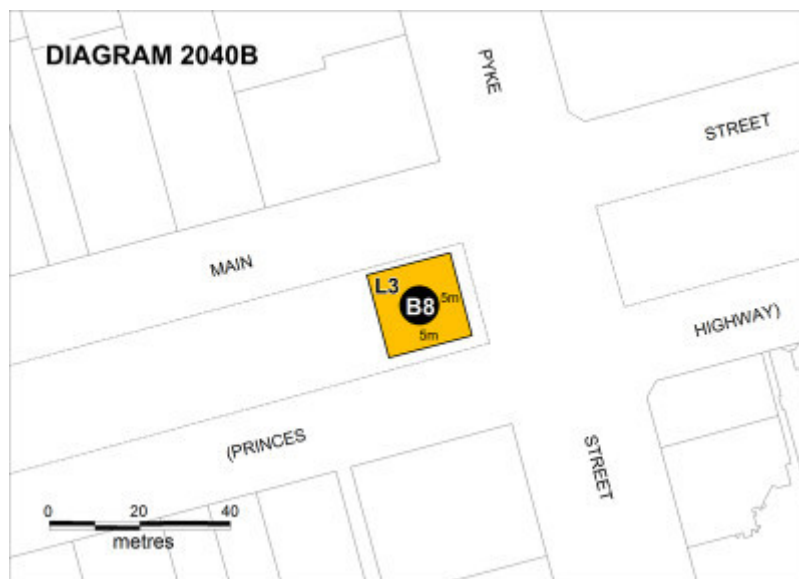 DIAGRAM 2040B
PYKE
STREET
MAIN
L3
B8
5m
5m
HIGHWAY)
(PRINCES
STREET
0 20 40
metres